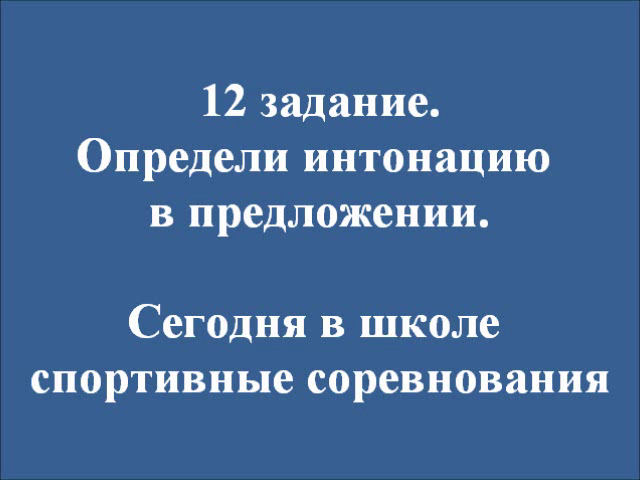 12 задание.
Определи интонацию
в предложении.
Сегодня в школе
спортивные соревнования